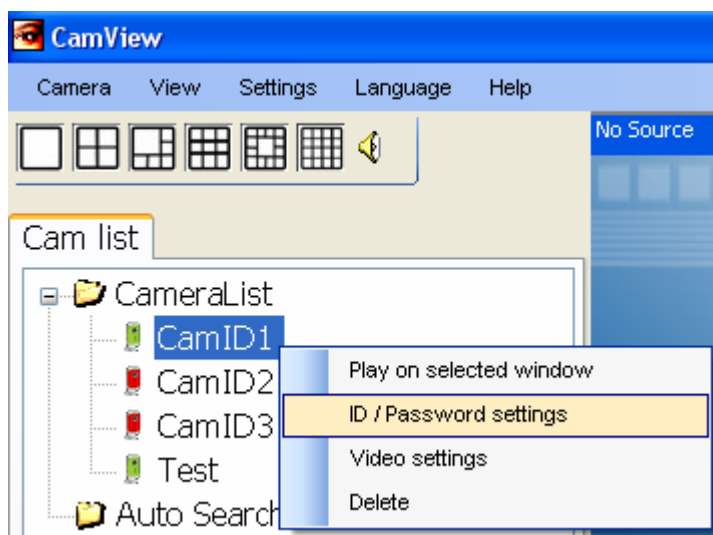 CamView
Camera View Settings Language Help
No Source
Cam list
CameraList
CamID1
Play on selected window
CamID2
ID / Password settings
CamID3
Video settings
Test
Delete
Auto Search